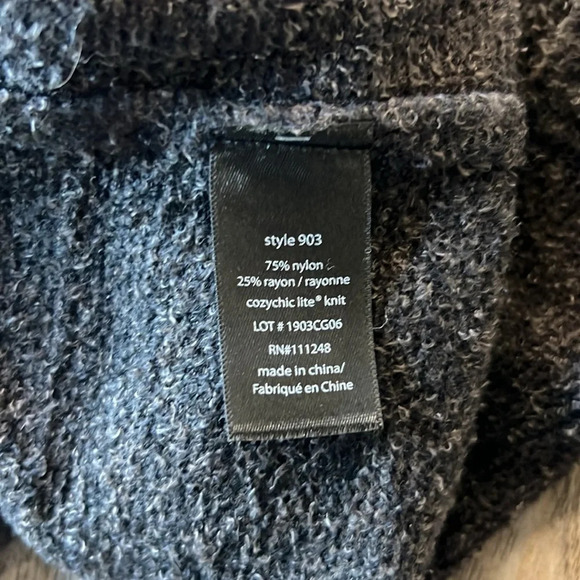 style 903
75% nylon
25% rayon / rayonne
cozychic lite® knit
LOT # 1903CG06
RN#111248
made in china/
Fabriqué en Chine